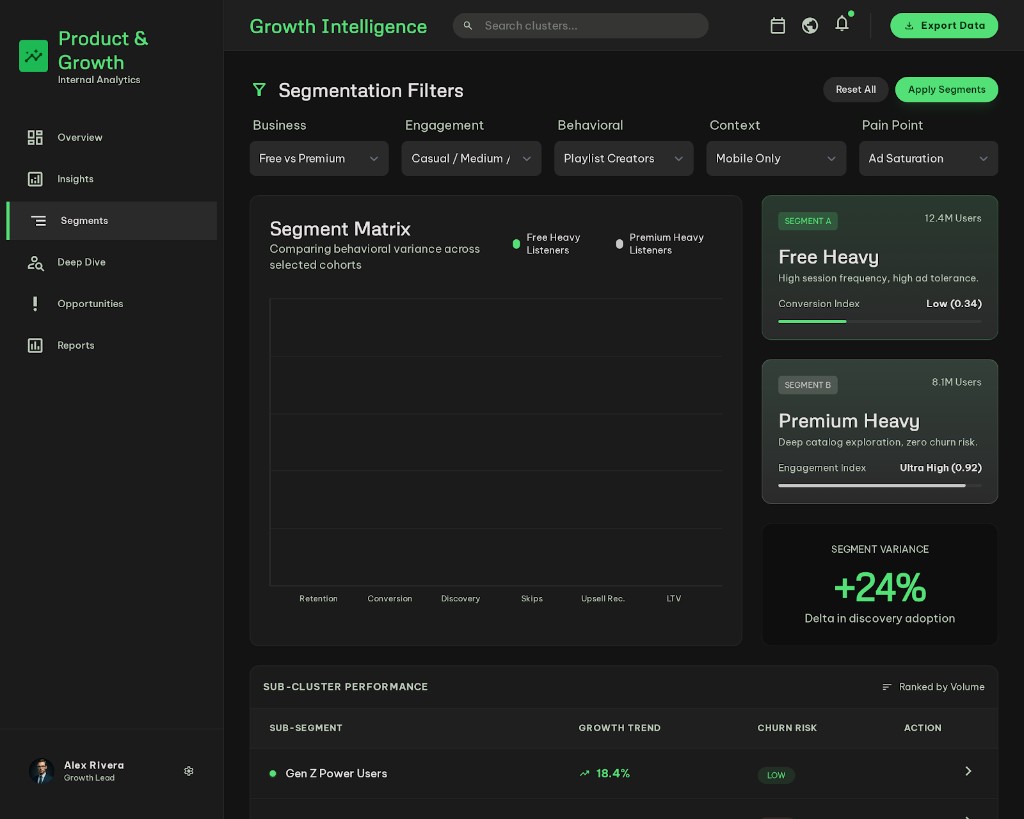 Product &
Growth
Internal Analytics
Overview
Insights
Segments
Deep Dive
Opportunities
Reports
Alex Rivera
Growth Lead
Growth Intelligence
Search clusters...
Export Data
Segmentation Filters
Reset All
Apply Segments
Business
Engagement
Behavioral
Context
Pain Point
Free vs Premium
Casual / Medium /
Playlist Creators
Mobile Only
Ad Saturation
Segment Matrix
Comparing behavioral variance across
selected cohorts
Free Heavy
Listeners
Premium Heavy
Listeners
Retention
Conversion
Discovery
Skips
Upsell Rec.
LTV
SEGMENT A
12.4M Users
Free Heavy
High session frequency, high ad tolerance.
Conversion Index
Low (0.34)
SEGMENT B
8.1M Users
Premium Heavy
Deep catalog exploration, zero churn risk.
Engagement Index
Ultra High (0.92)
SEGMENT VARIANCE
+24%
Delta in discovery adoption
SUB-CLUSTER PERFORMANCE
Ranked by Volume
SUB-SEGMENT
GROWTH TREND
CHURN RISK
ACTION
Gen Z Power Users
18.4%
LOW